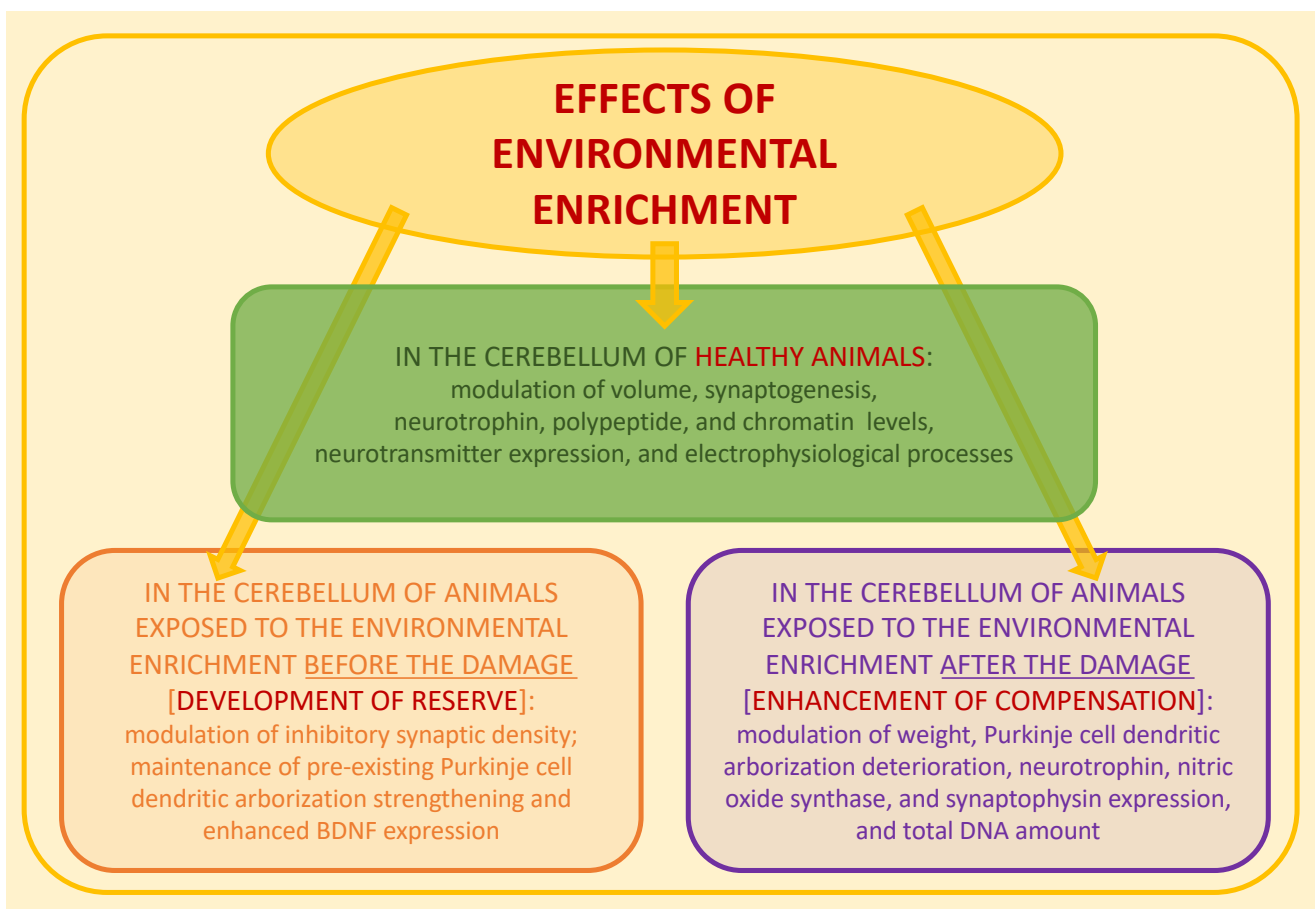 EFFECTS OF
ENVIRONMENTAL
ENRICHMENT
IN THE CEREBELLUM OF HEALTHY ANIMALS:
modulation of volume, synaptogenesis,
neurotrophin, polypeptide, and chromatin levels,
neurotransmitter expression, and electrophysiological processes
IN THE CEREBELLUM OF ANIMALS
EXPOSED TO THE ENVIRONMENTAL
ENRICHMENT BEFORE THE DAMAGE
[DEVELOPMENT OF RESERVE]:
modulation of inhibitory synaptic density;
maintenance of pre-existing Purkinje cell
dendritic arborization strengthening and
enhanced BDNF expression
IN THE CEREBELLUM OF ANIMALS
EXPOSED TO THE ENVIRONMENTAL
ENRICHMENT AFTER THE DAMAGE
[ENHANCEMENT OF COMPENSATION]:
modulation of weight, Purkinje cell dendritic
arborization deterioration, neurotrophin, nitric
oxide synthase, and synaptophysin expression,
and total DNA amount